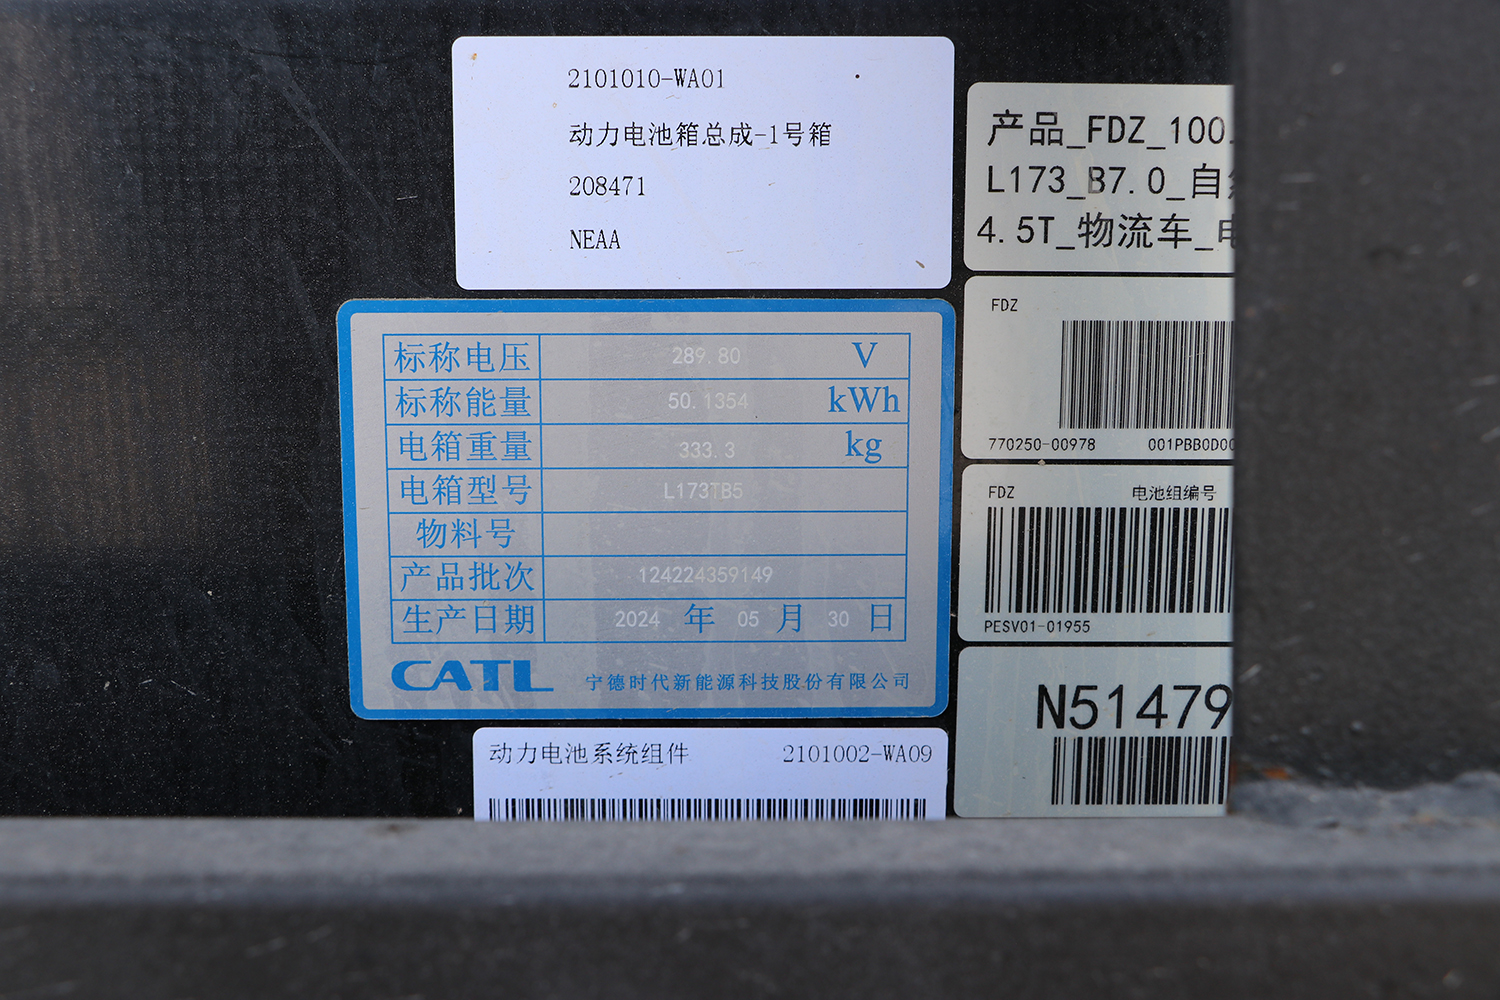 2101010-WA01
动力电池箱总成-1号箱
208471
NEAA
标称电压 289.80 V
标称能量 50.1354 kWh
电箱重量 333.3 kg
电箱型号 L173TB5
物料号
产品批次 124224359149
生产日期 2024 年 05 月 30 日
CATL 宁德时代新能源科技股份有限公司
动力电池系统组件 2101002-WA09
产品_FDZ_100.
L173_B7.0_自
4.5T_物流车_电
FDZ
770250-00978 001PBB0D00
FDZ 电池组编号
PESV01-01955
N51479